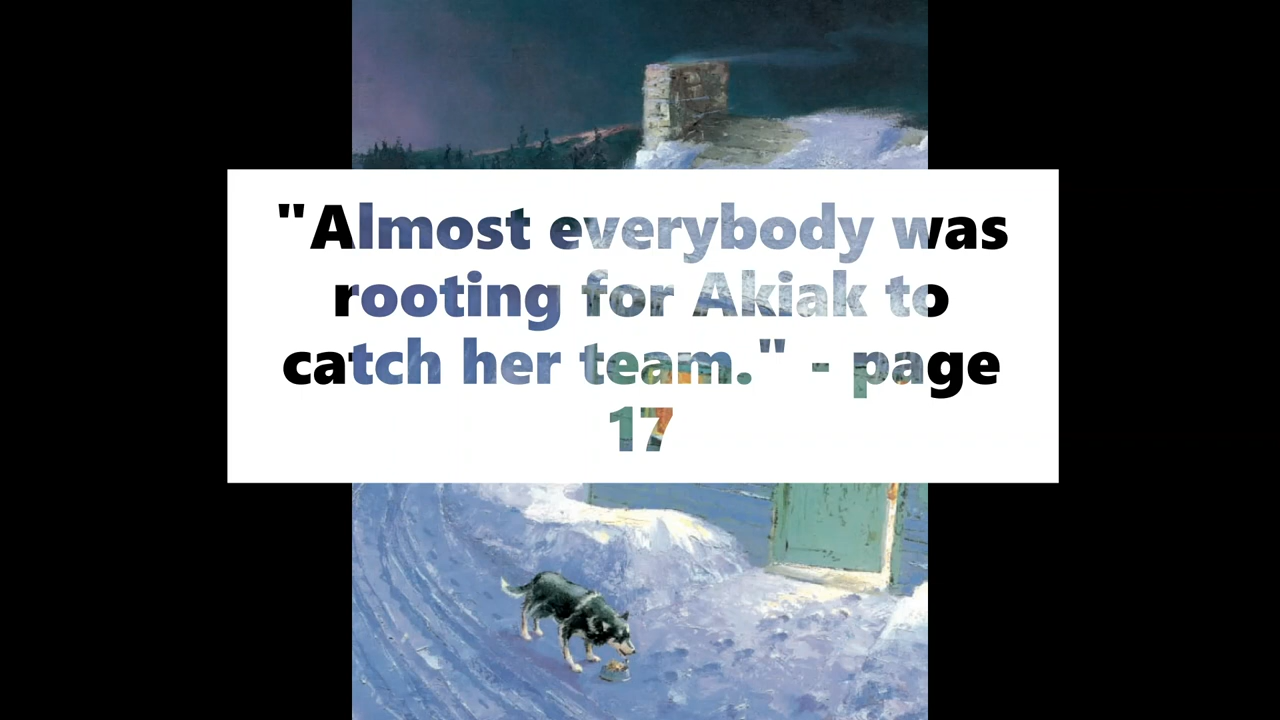 "Almost everybody was
rooting for Akiak to
catch her team." - page
17